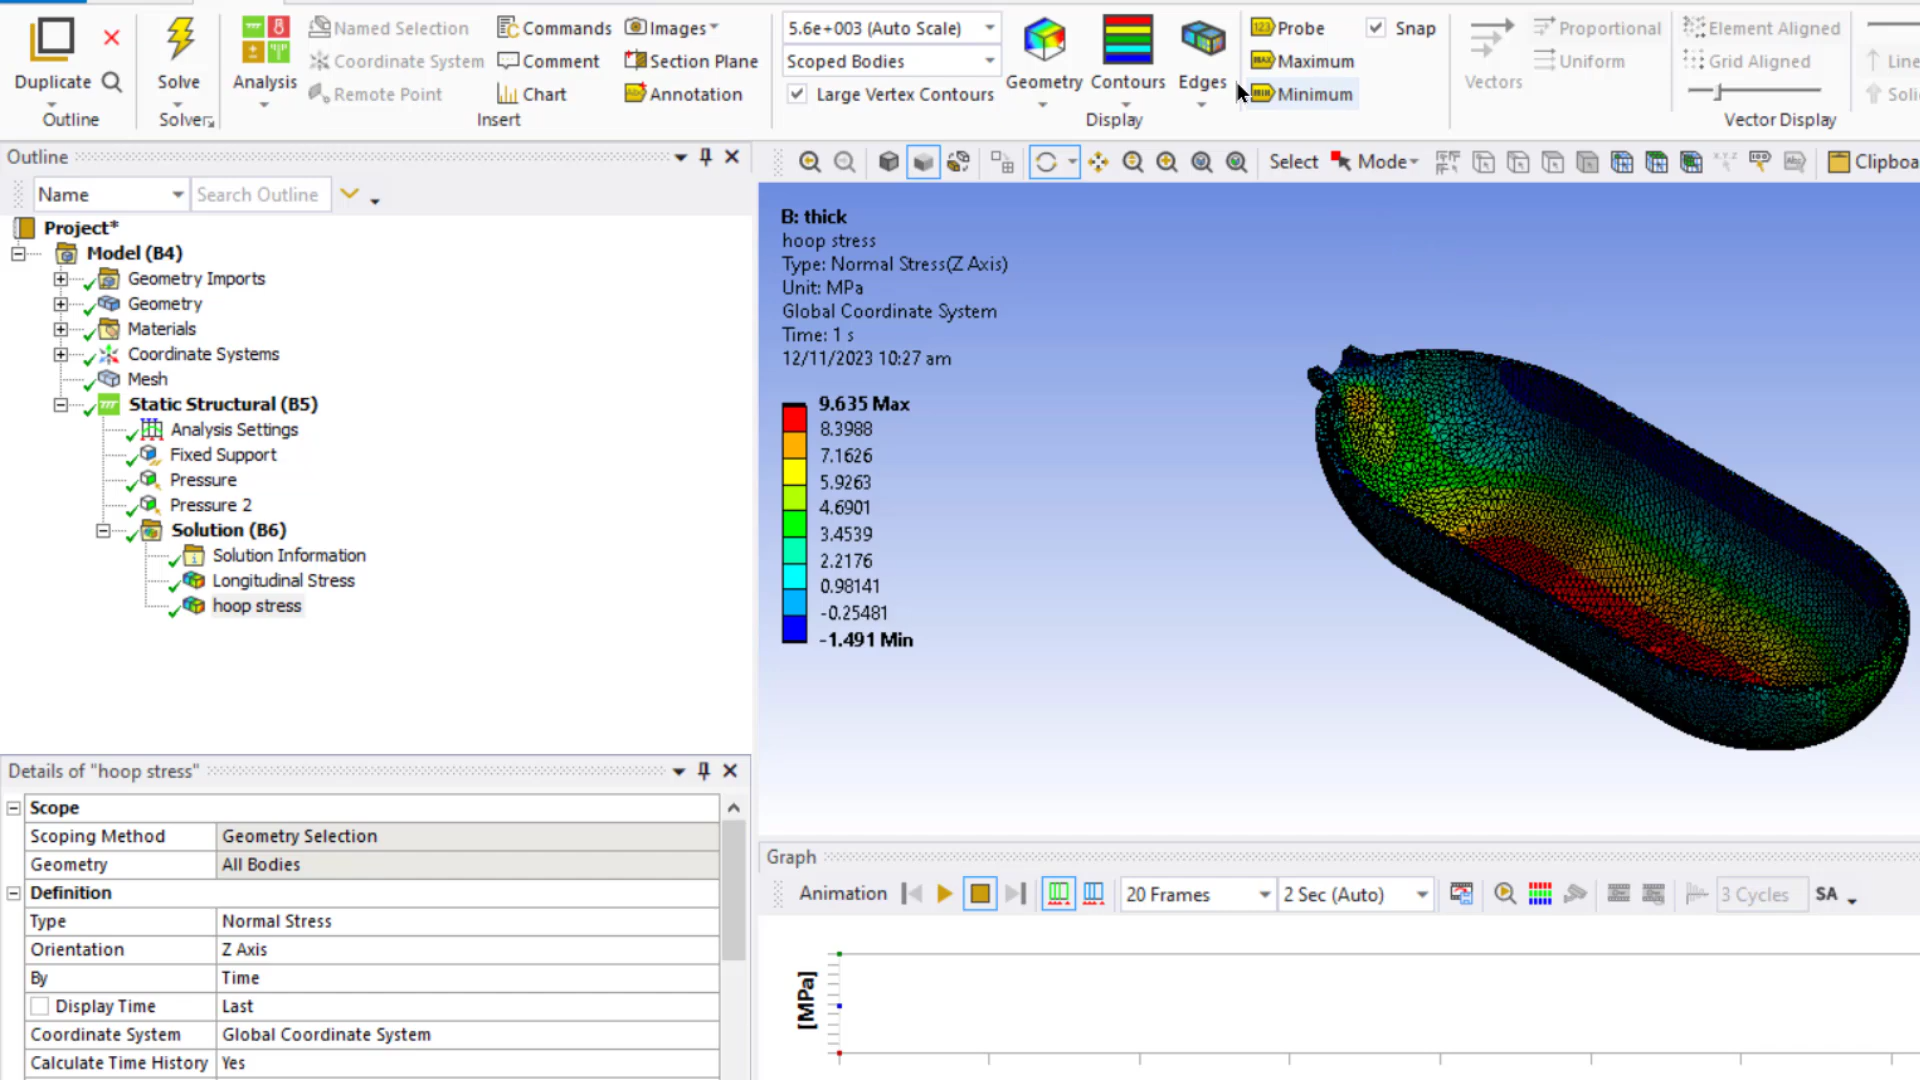 Duplicate
Outline
Solve
Solver
Analysis
Named Selection
Coordinate System
Remote Point
Commands
Comment
Chart
Images
Section Plane
Annotation
Insert
5.6e+003 (Auto Scale)
Scoped Bodies
Large Vertex Contours
Geometry
Contours
Edges
Display
Probe
Maximum
Minimum
Snap
Vectors
Proportional
Uniform
Element Aligned
Grid Aligned
Line
Soli
Vector Display
Outline
Name
Search Outline
Select
Mode
Clipboa
Project*
Model (B4)
Geometry Imports
Geometry
Materials
Coordinate Systems
Mesh
Static Structural (B5)
Analysis Settings
Fixed Support
Pressure
Pressure 2
Solution (B6)
Solution Information
Longitudinal Stress
hoop stress
B: thick
hoop stress
Type: Normal Stress(Z Axis)
Unit: MPa
Global Coordinate System
Time: 1 s
12/11/2023 10:27 am
9.635 Max
8.3988
7.1626
5.9263
4.6901
3.4539
2.2176
0.98141
-0.25481
-1.491 Min
Details of "hoop stress"
Scope
Scoping Method Geometry Selection
Geometry All Bodies
Definition
Type Normal Stress
Orientation Z Axis
By Time
Display Time Last
Coordinate System Global Coordinate System
Calculate Time History Yes
Graph
Animation
20 Frames
2 Sec (Auto)
3 Cycles
SA
[MPa]